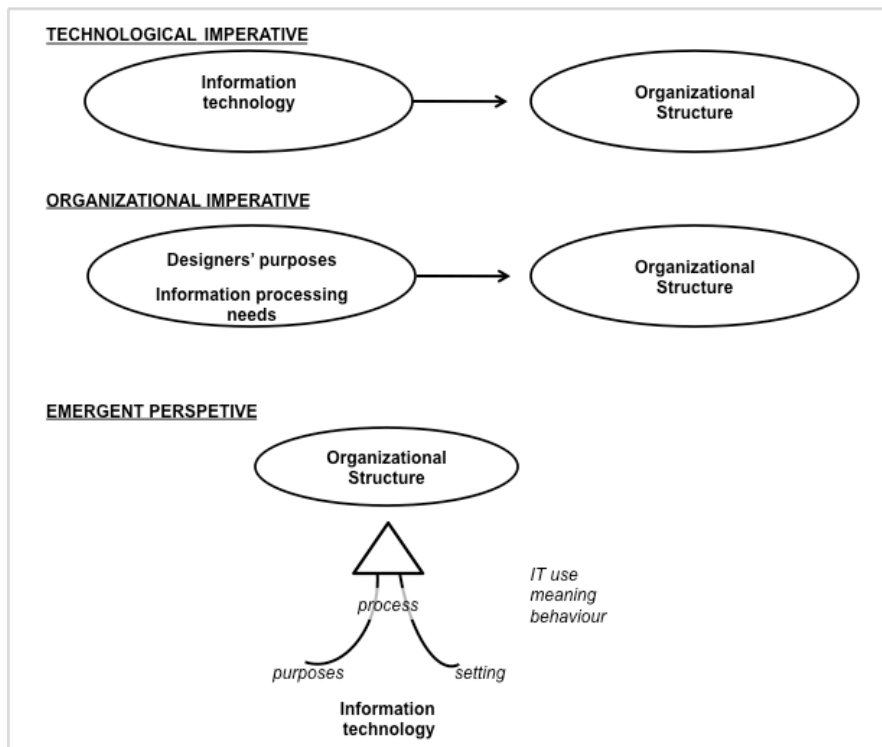 TECHNOLOGICAL IMPERATIVE
Information
technology
Organizational
Structure
ORGANIZATIONAL IMPERATIVE
Designers' purposes
Information processing
needs
Organizational
Structure
EMERGENT PERSPETIVE
Organizational
Structure
process
IT use
meaning
behaviour
purposes
setting
Information
technology